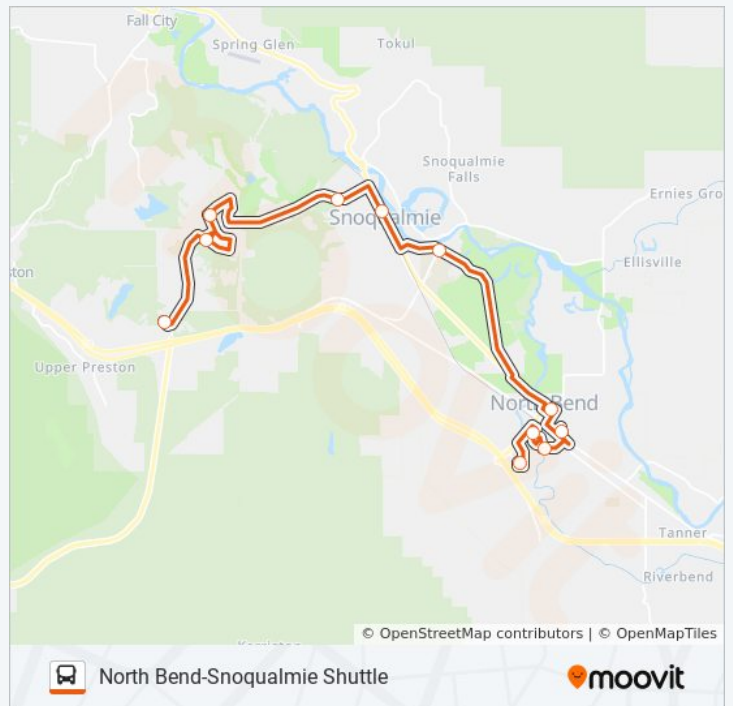 Fall City
Spring Glen
Tokul
Snoqualmie
Falls
Ernies Gro
Snoqualmie
Ellisville
ston
Upper Preston
North Bend
Tanner
Riverbend
© OpenStreetMap contributors | © OpenMapTiles
North Bend-Snoqualmie Shuttle
moovit